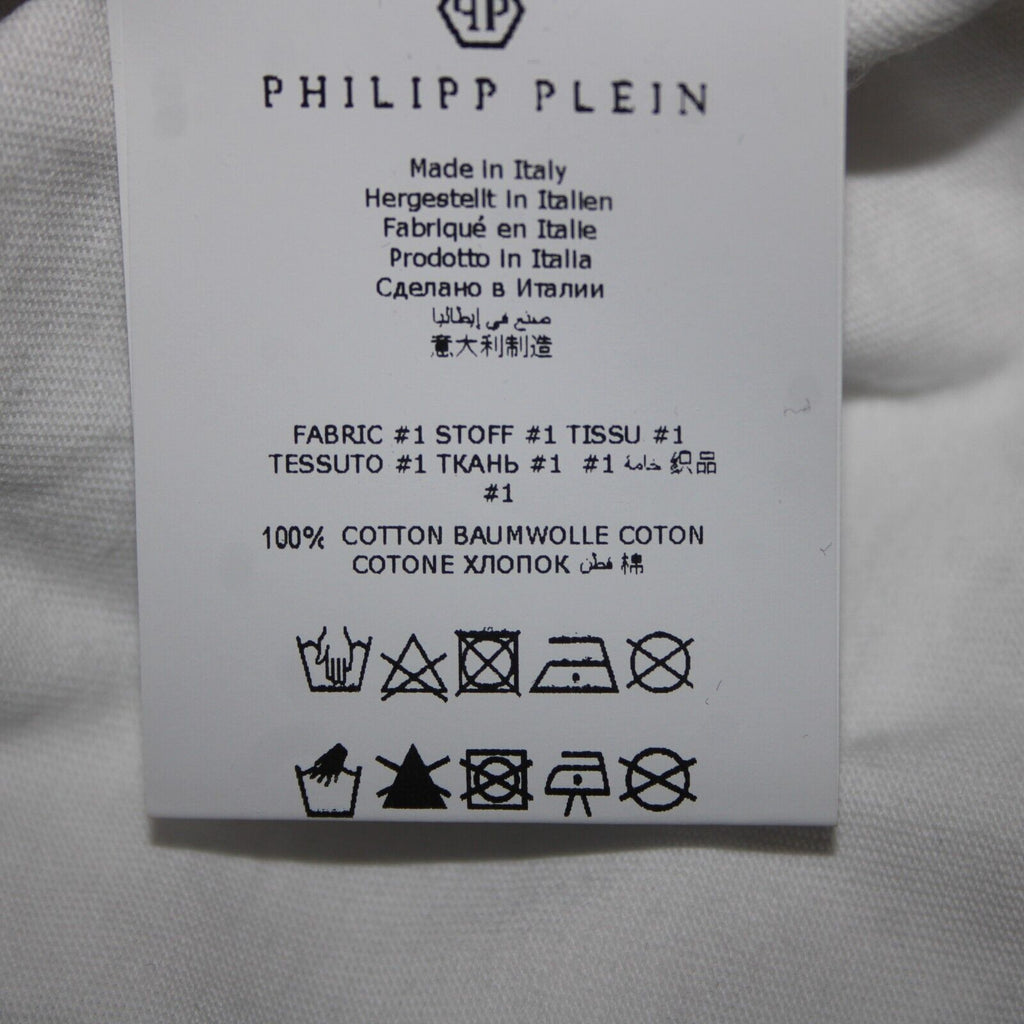 PP
PHILIPP PLEIN
Made in Italy
Hergestellt in Italien
Fabriqué en Italie
Prodotto in Italia
Сделано в Италии
صنع في إيطاليا
意大利制造
FABRIC #1 STOFF #1 TISSU #1
TESSUTO #1 ТКАНЬ #1 #1 خامة 织品
#1
100% COTTON BAUMWOLLE COTON
COTONE ХЛОПОК قطن 棉